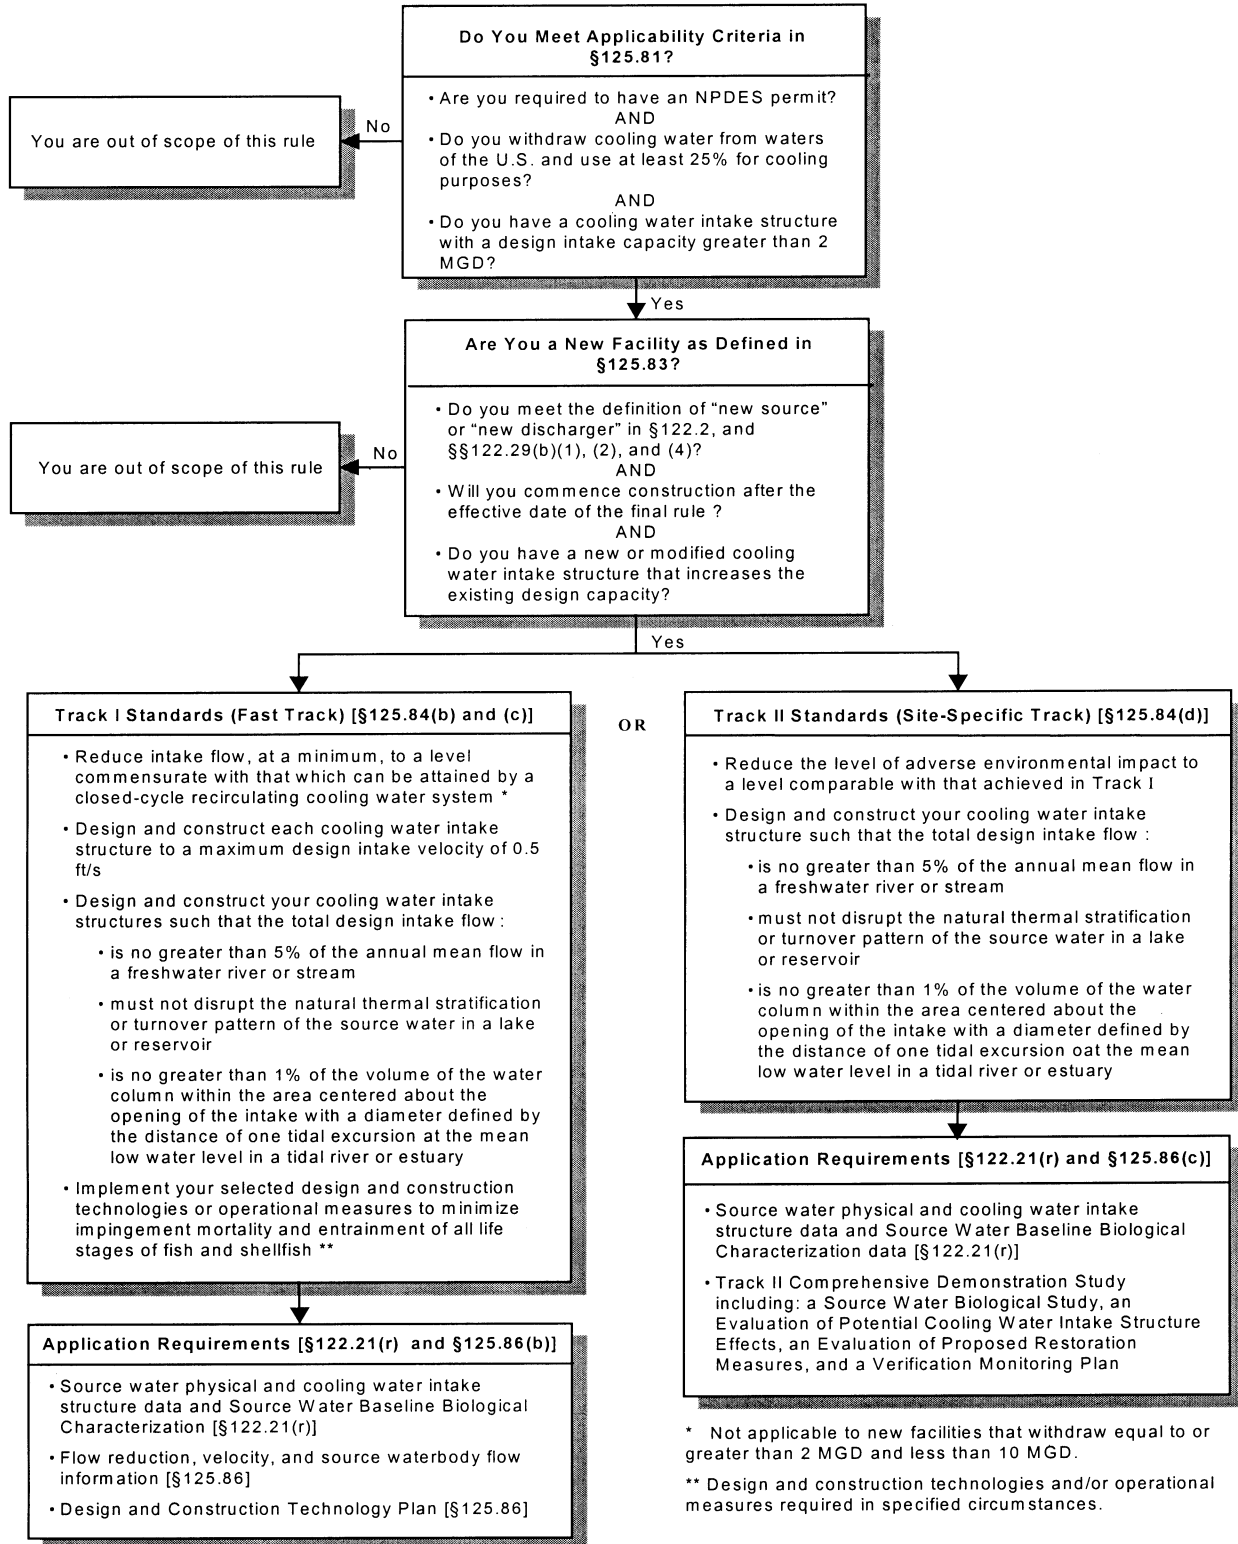 Do You Meet Applicability Criteria in
§125.81?
• Are you required to have an NPDES permit?
AND
• Do you withdraw cooling water from waters
of the U.S. and use at least 25% for cooling
purposes?
AND
• Do you have a cooling water intake structure
with a design intake capacity greater than 2
MGD?
No
You are out of scope of this rule
Yes
Are You a New Facility as Defined in
§125.83?
• Do you meet the definition of “new source”
or “new discharger” in §122.2, and
§§122.29(b)(1), (2), and (4)?
AND
• Will you commence construction after the
effective date of the final rule ?
AND
• Do you have a new or modified cooling
water intake structure that increases the
existing design capacity?
No
You are out of scope of this rule
Yes
Track I Standards (Fast Track) [§125.84(b) and (c)]
• Reduce intake flow, at a minimum, to a level
commensurate with that which can be attained by a
closed-cycle recirculating cooling water system *
• Design and construct each cooling water intake
structure to a maximum design intake velocity of 0.5
ft/s
• Design and construct your cooling water intake
structures such that the total design intake flow :
• is no greater than 5% of the annual mean flow in
a freshwater river or stream
• must not disrupt the natural thermal stratification
or turnover pattern of the source water in a lake
or reservoir
• is no greater than 1% of the volume of the water
column within the area centered about the
opening of the intake with a diameter defined by
the distance of one tidal excursion at the mean
low water level in a tidal river or estuary
• Implement your selected design and construction
technologies or operational measures to minimize
impingement mortality and entrainment of all life
stages of fish and shellfish **
Application Requirements [§122.21(r) and §125.86(b)]
• Source water physical and cooling water intake
structure data and Source Water Baseline Biological
Characterization [§122.21(r)]
• Flow reduction, velocity, and source waterbody flow
information [§125.86]
• Design and Construction Technology Plan [§125.86]
OR
Track II Standards (Site-Specific Track) [§125.84(d)]
• Reduce the level of adverse environmental impact to
a level comparable with that achieved in Track I
• Design and construct your cooling water intake
structure such that the total design intake flow :
• is no greater than 5% of the annual mean flow in
a freshwater river or stream
• must not disrupt the natural thermal stratification
or turnover pattern of the source water in a lake
or reservoir
• is no greater than 1% of the volume of the water
column within the area centered about the
opening of the intake with a diameter defined by
the distance of one tidal excursion oat the mean
low water level in a tidal river or estuary
Application Requirements [§122.21(r) and §125.86(c)]
• Source water physical and cooling water intake
structure data and Source Water Baseline Biological
Characterization data [§122.21(r)]
• Track II Comprehensive Demonstration Study
including: a Source Water Biological Study, an
Evaluation of Potential Cooling Water Intake Structure
Effects, an Evaluation of Proposed Restoration
Measures, and a Verification Monitoring Plan
* Not applicable to new facilities that withdraw equal to or
greater than 2 MGD and less than 10 MGD.
** Design and construction technologies and/or operational
measures required in specified circumstances.